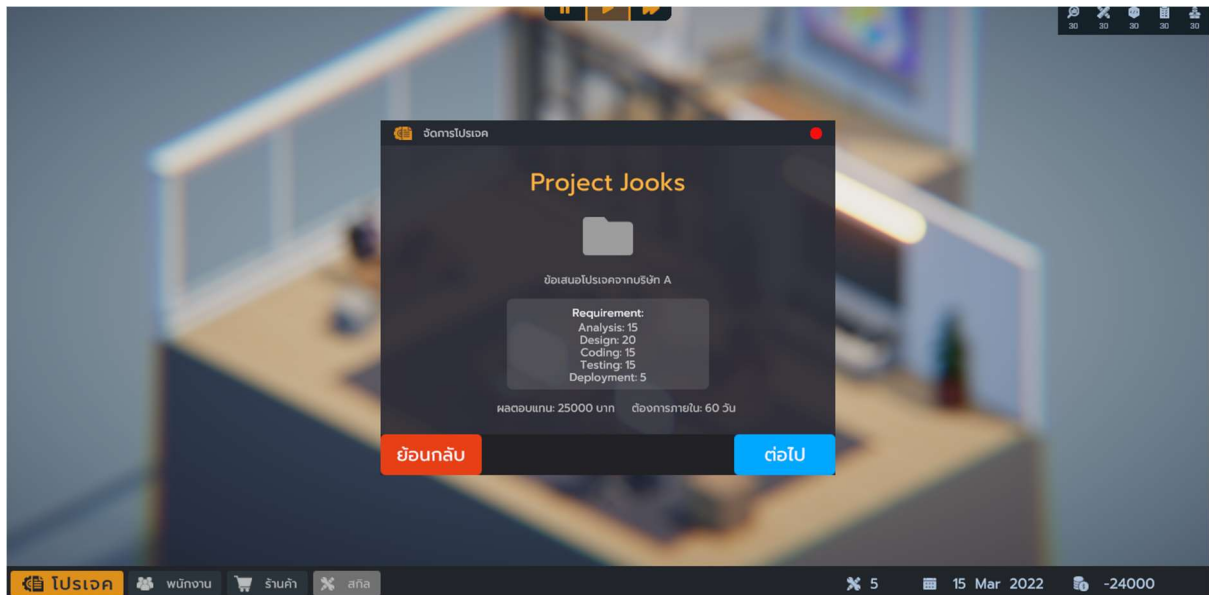 30 30 30 30 30
จัดการโปรเจค
Project Jooks
ข้อเสนอโปรเจคจากบริษัท A
Requirement:
Analysis: 15
Design: 20
Coding: 15
Testing: 15
Deployment: 5
ผลตอบแทน: 25000 บาท ต้องการภายใน: 60 วัน
ย้อนกลับ ต่อไป
โปรเจค พนักงาน ร้านค้า สกิล 5 15 Mar 2022 -24000